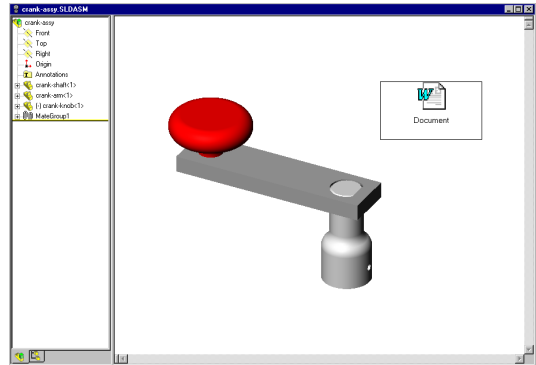 crank-assy.SLDASM
crank-assy
Front
Top
Right
Origin
Annotations
crank-shaft<1>
crank-arm<1>
(-) crank-knob<1>
MateGroup1
W
Document